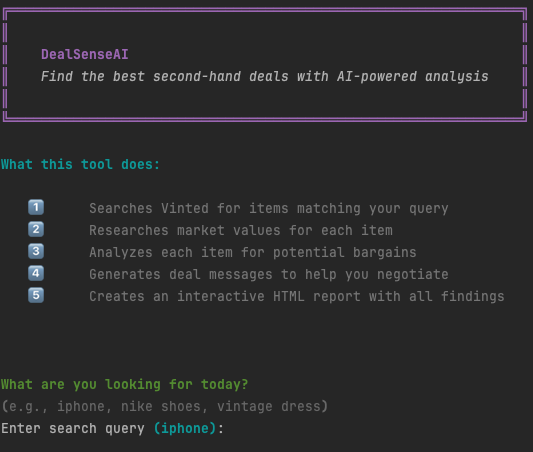 DealSenseAI
Find the best second-hand deals with AI-powered analysis
What this tool does:
1 Searches Vinted for items matching your query
2 Researches market values for each item
3 Analyzes each item for potential bargains
4 Generates deal messages to help you negotiate
5 Creates an interactive HTML report with all findings
What are you looking for today?
(e.g., iphone, nike shoes, vintage dress)
Enter search query (iphone):